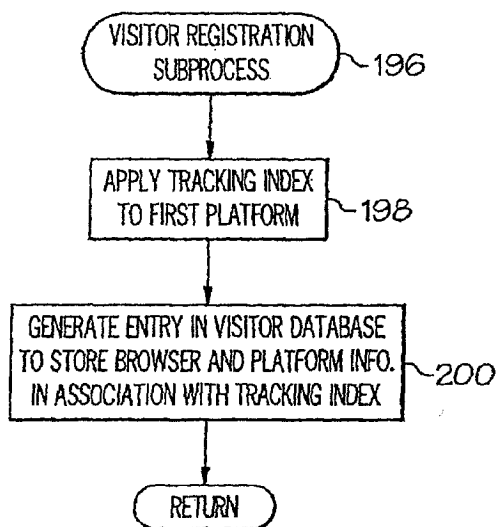 VISITOR REGISTRATION
SUBPROCESS
196
APPLY TRACKING INDEX
TO FIRST PLATFORM
198
GENERATE ENTRY IN VISITOR DATABASE
TO STORE BROWSER AND PLATFORM INFO.
IN ASSOCIATION WITH TRACKING INDEX
200
RETURN